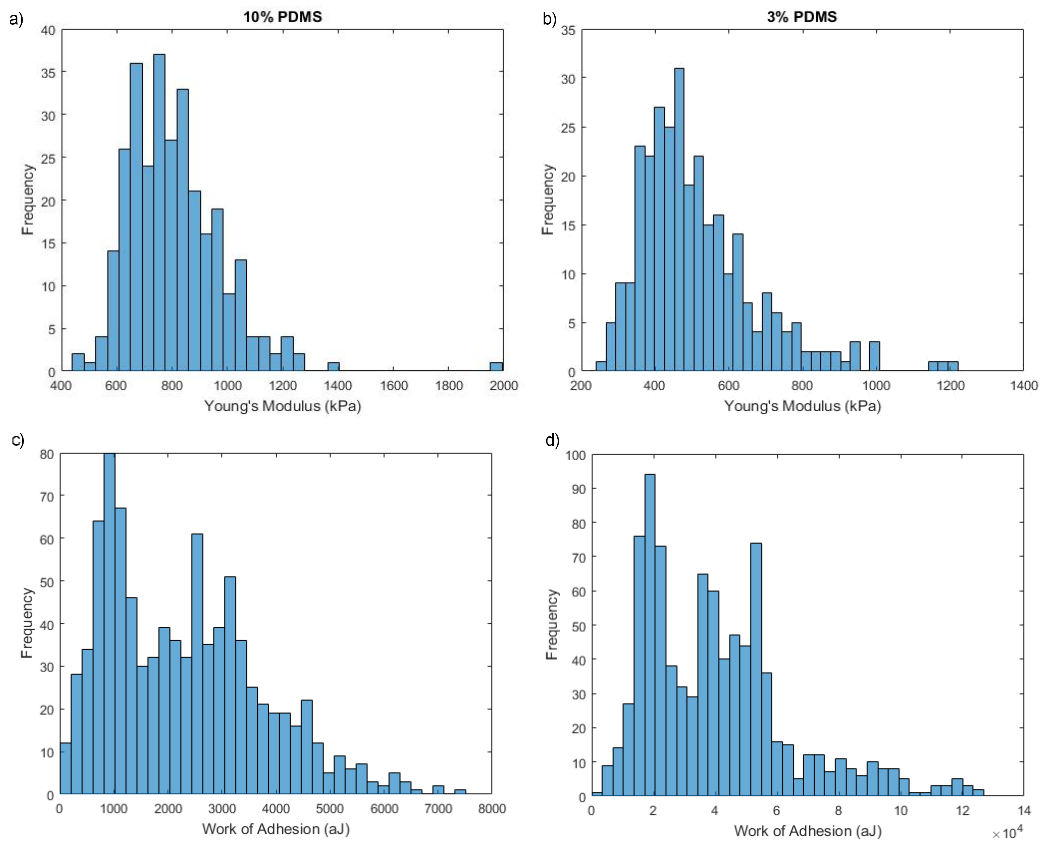 a)
10% PDMS
40
35
30
25
20
15
10
5
0
Frequency
400 600 800 1000 1200 1400 1600 1800 2000
Young's Modulus (kPa)
b)
3% PDMS
35
30
25
20
15
10
5
0
Frequency
200 400 600 800 1000 1200 1400
Young's Modulus (kPa)
c)
80
70
60
50
40
30
20
10
0
Frequency
0 1000 2000 3000 4000 5000 6000 7000 8000
Work of Adhesion (aJ)
d)
100
90
80
70
60
50
40
30
20
10
0
Frequency
0 2 4 6 8 10 12 14
Work of Adhesion (aJ)
×10⁴